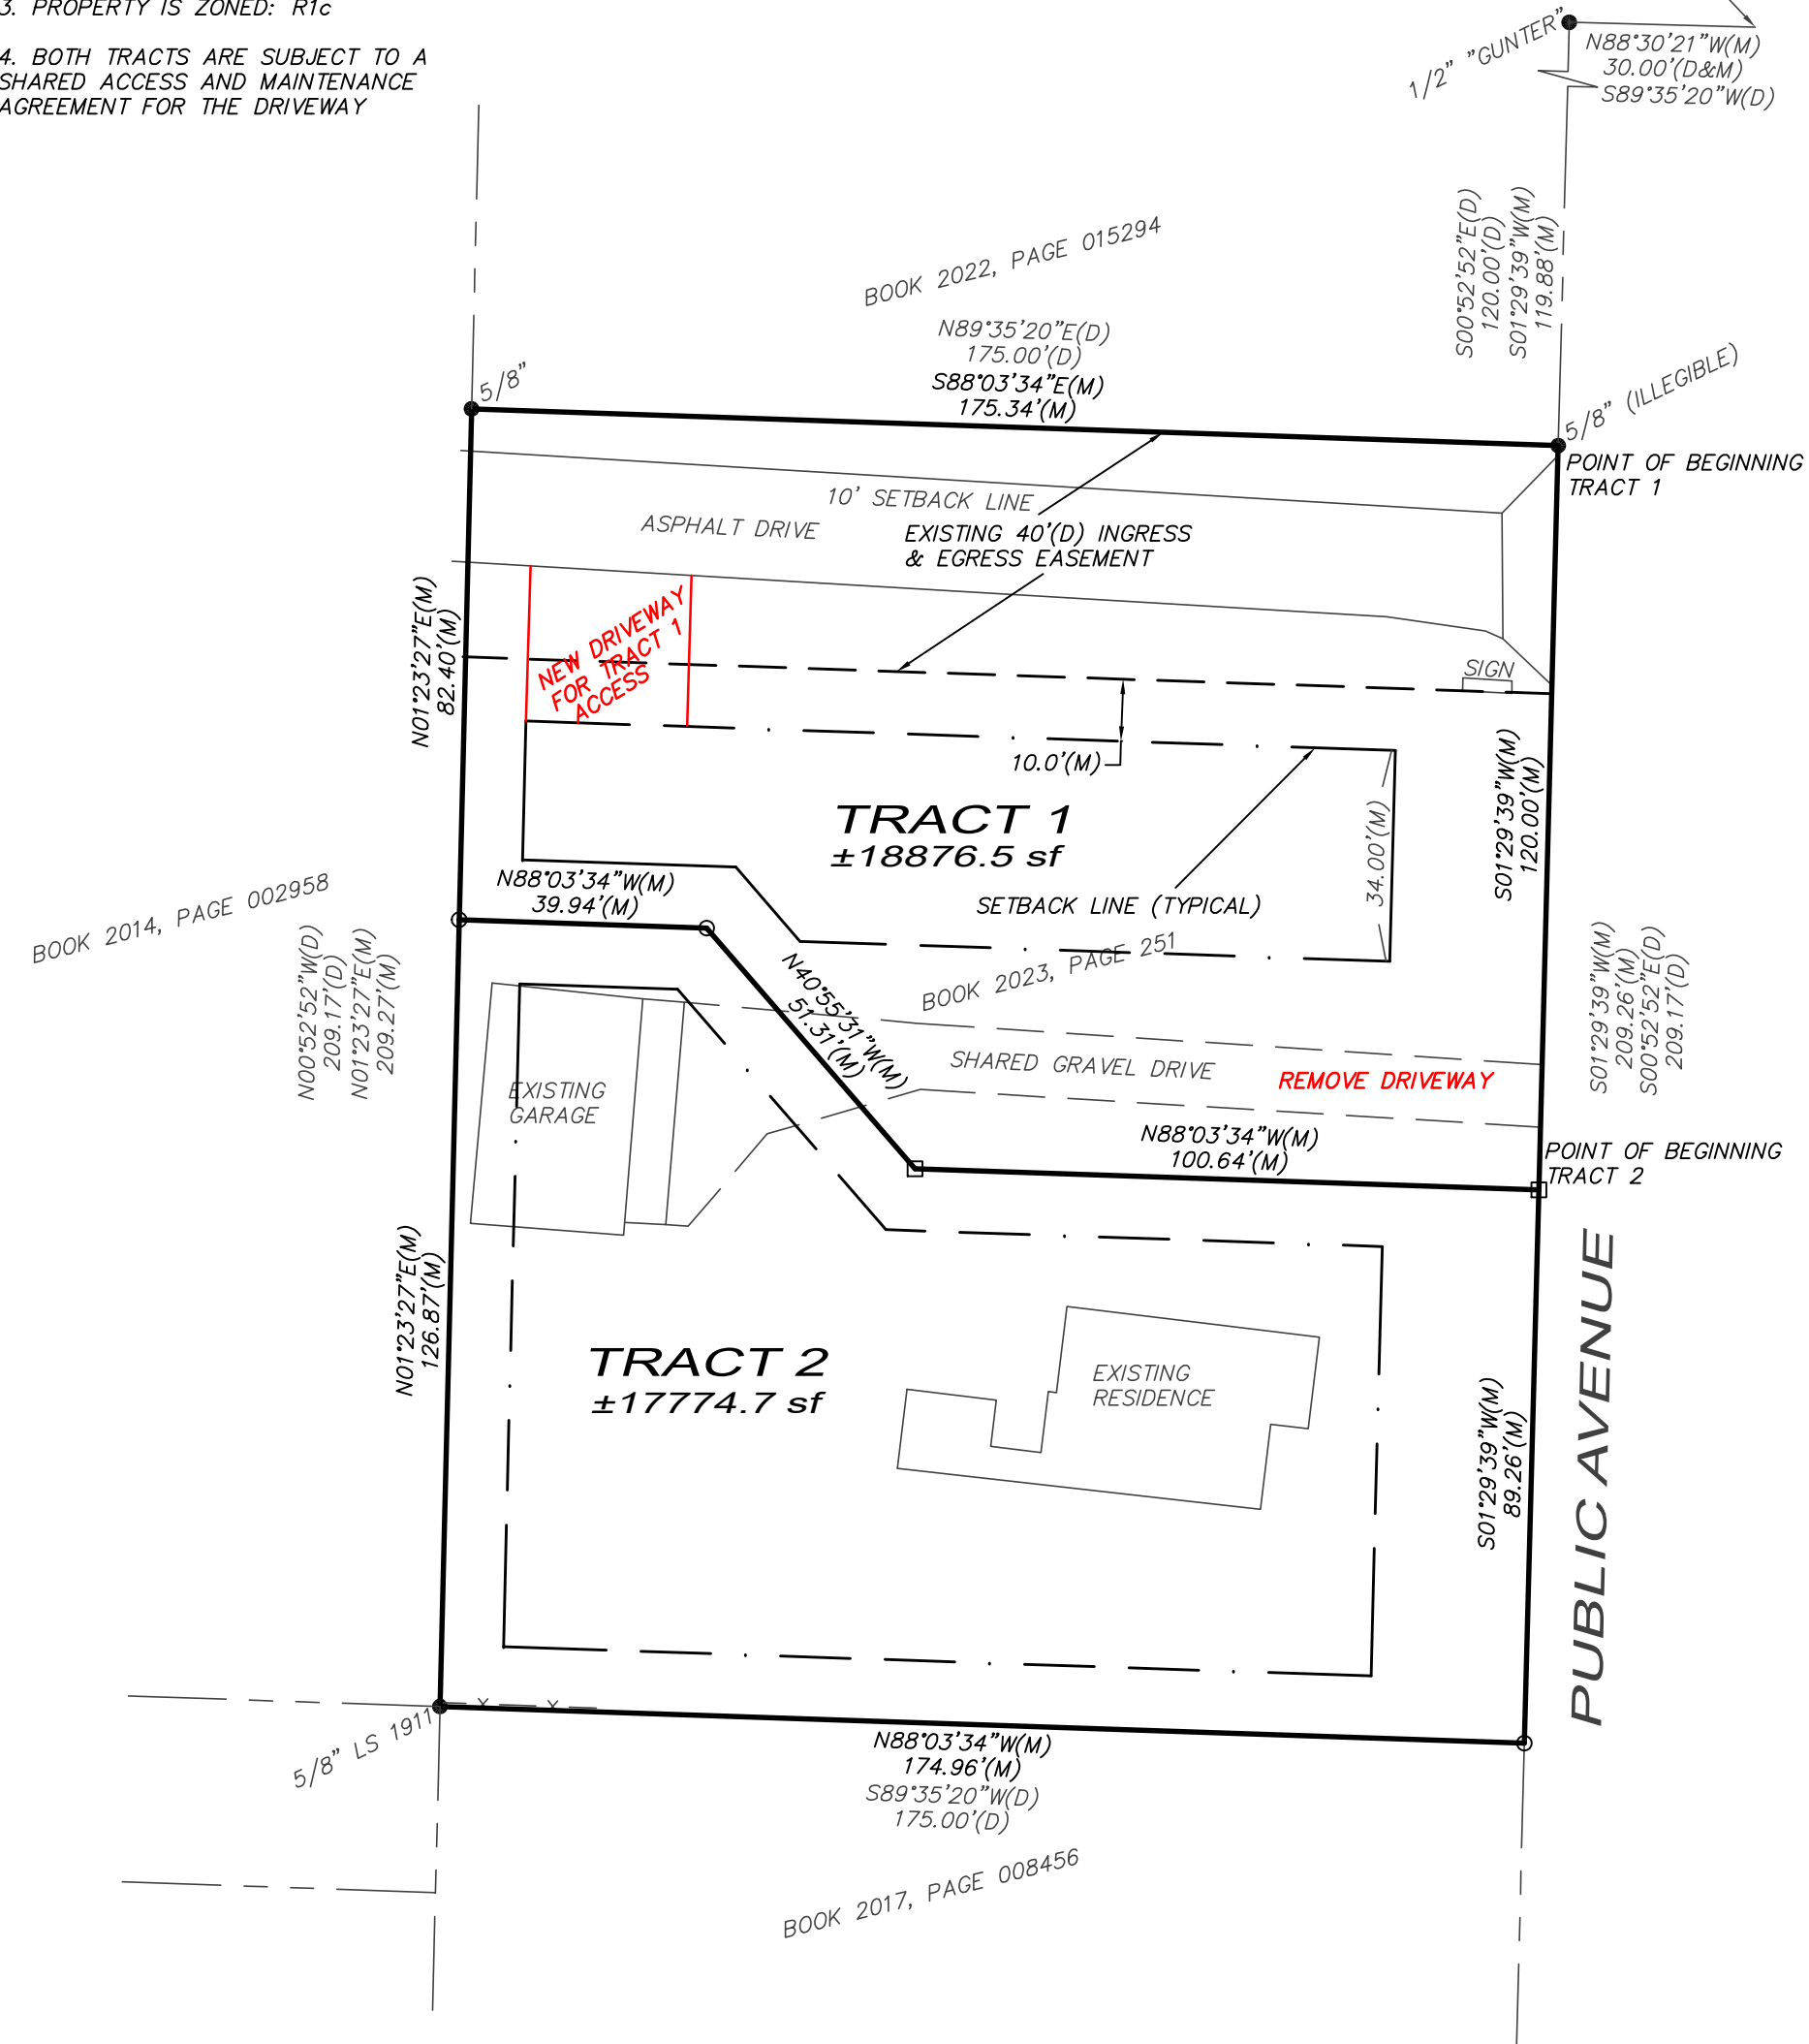 3. PROPERTY IS ZONED: R1c
4. BOTH TRACTS ARE SUBJECT TO A
SHARED ACCESS AND MAINTENANCE
AGREEMENT FOR THE DRIVEWAY
1/2" "GUNTER"
N88°30'21"W(M)
30.00'(D&M)
S89°35'20"W(D)
S00°52'52"E(D)
120.00'(D)
S01°29'39"W(M)
119.88'(M)
BOOK 2022, PAGE 015294
N89°35'20"E(D)
175.00'(D)
S88°03'34"E(M)
175.34'(M)
5/8"
5/8" (ILLEGIBLE)
POINT OF BEGINNING
TRACT 1
10' SETBACK LINE
ASPHALT DRIVE
EXISTING 40'(D) INGRESS
& EGRESS EASEMENT
N01°23'27"E(M)
82.40'(M)
NEW DRIVEWAY
FOR TRACT 1
ACCESS
SIGN
10.0'(M)
TRACT 1
±18876.5 sf
34.00'(M)
S01°29'39"W(M)
120.00'(M)
N88°03'34"W(M)
39.94'(M)
SETBACK LINE (TYPICAL)
BOOK 2014, PAGE 002958
N00°52'52"W(D)
209.17'(D)
N01°23'27"E(M)
209.27'(M)
BOOK 2023, PAGE 251
N40°55'31"W(M)
51.31'(M)
S01°29'39"W(M)
209.26'(M)
S00°52'52"E(D)
209.17'(D)
SHARED GRAVEL DRIVE
REMOVE DRIVEWAY
EXISTING
GARAGE
N88°03'34"W(M)
100.64'(M)
POINT OF BEGINNING
TRACT 2
N01°23'27"E(M)
126.87'(M)
TRACT 2
±17774.7 sf
EXISTING
RESIDENCE
S01°29'39"W(M)
89.26'(M)
PUBLIC AVENUE
5/8" LS 1911
N88°03'34"W(M)
174.96'(M)
S89°35'20"W(D)
175.00'(D)
BOOK 2017, PAGE 008456